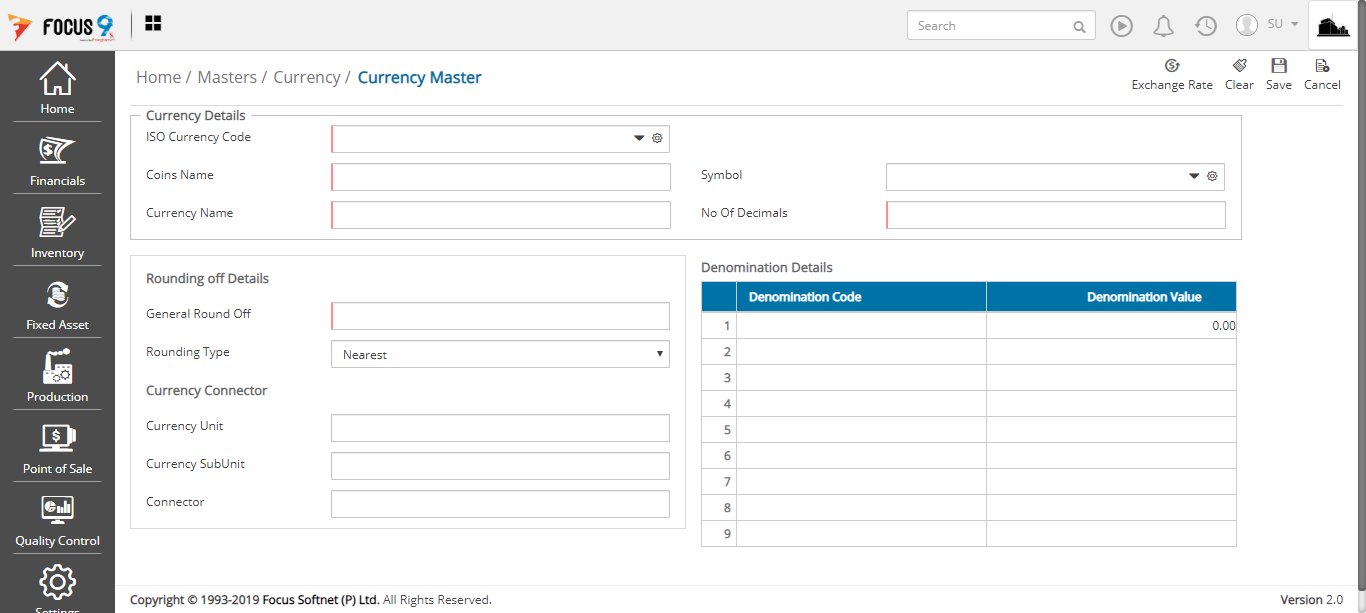 FOCUS 9
Search
SU
Home / Masters / Currency / Currency Master
Exchange Rate Clear Save Cancel
Home
Financials
Inventory
Fixed Asset
Production
Point of Sale
Quality Control
Settings
Currency Details
ISO Currency Code
Coins Name
Symbol
Currency Name
No Of Decimals
Rounding off Details
General Round Off
Rounding Type Nearest
Currency Connector
Currency Unit
Currency SubUnit
Connector
Denomination Details
Denomination Code Denomination Value
1 0.00
2
3
4
5
6
7
8
9
Copyright © 1993-2019 Focus Softnet (P) Ltd. All Rights Reserved.
Version 2.0